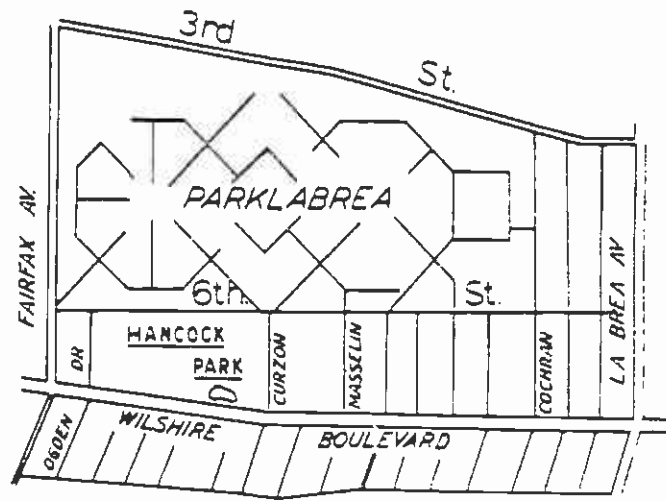 3rd St.
PARKLABREA
FAIRFAX AV.
6th. St.
LA BREA AV
DR
HANCOCK
PARK
CURZON
MASSELIN
COCHRAN
OGDEN
WILSHIRE BOULEVARD